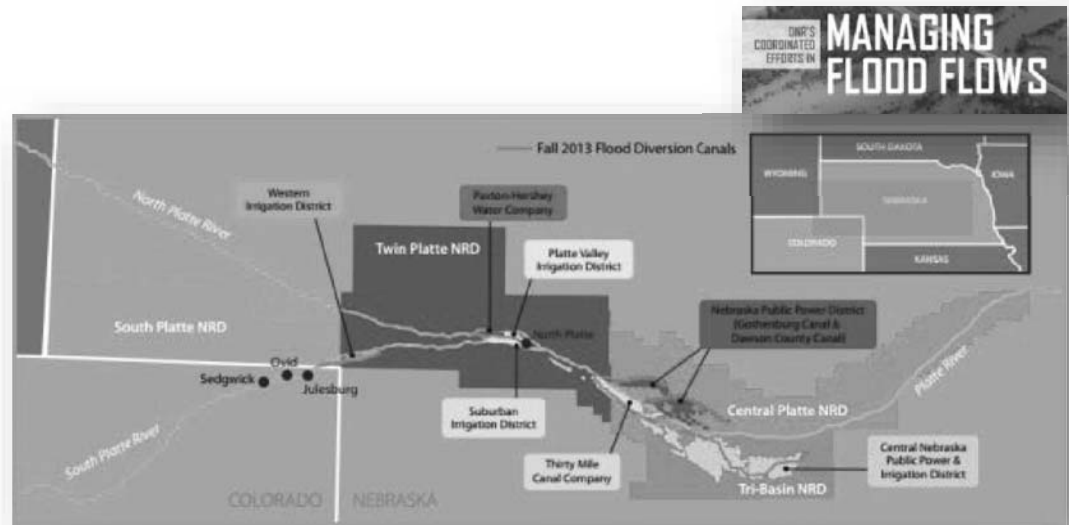 DNR'S
COORDINATED
EFFORTS IN
MANAGING
FLOOD FLOWS
Fall 2013 Flood Diversion Canals
SOUTH DAKOTA
WYOMING
IOWA
NEBRASKA
COLORADO
KANSAS
North Platte River
Western
Irrigation District
Paxton-Hershey
Water Company
Twin Platte NRD
Platte Valley
Irrigation District
South Platte NRD
North Platte
Nebraska Public Power District
(Gothenburg Canal &
Dawson County Canal)
Ovid
Sedgwick
Julesburg
Platte River
Suburban
Irrigation District
Central Platte NRD
South Platte River
Thirty Mile
Canal Company
Central Nebraska
Public Power &
Irrigation District
Tri-Basin NRD
COLORADO
NEBRASKA